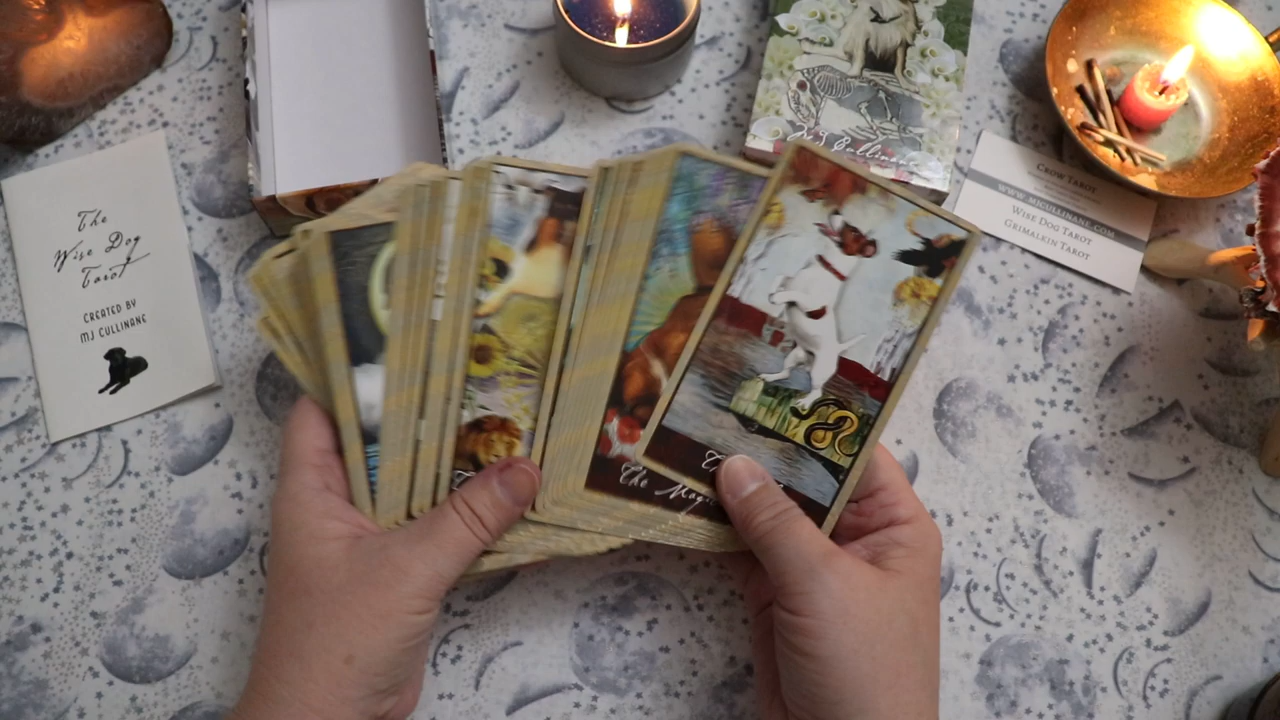 The
Wise Dog
Tarot
CREATED BY
MJ CULLINANE
MJ Cullinane
CROW TAROT
WWW.MJCULLINANE.COM
WISE DOG TAROT
GRIMALKIN TAROT
The